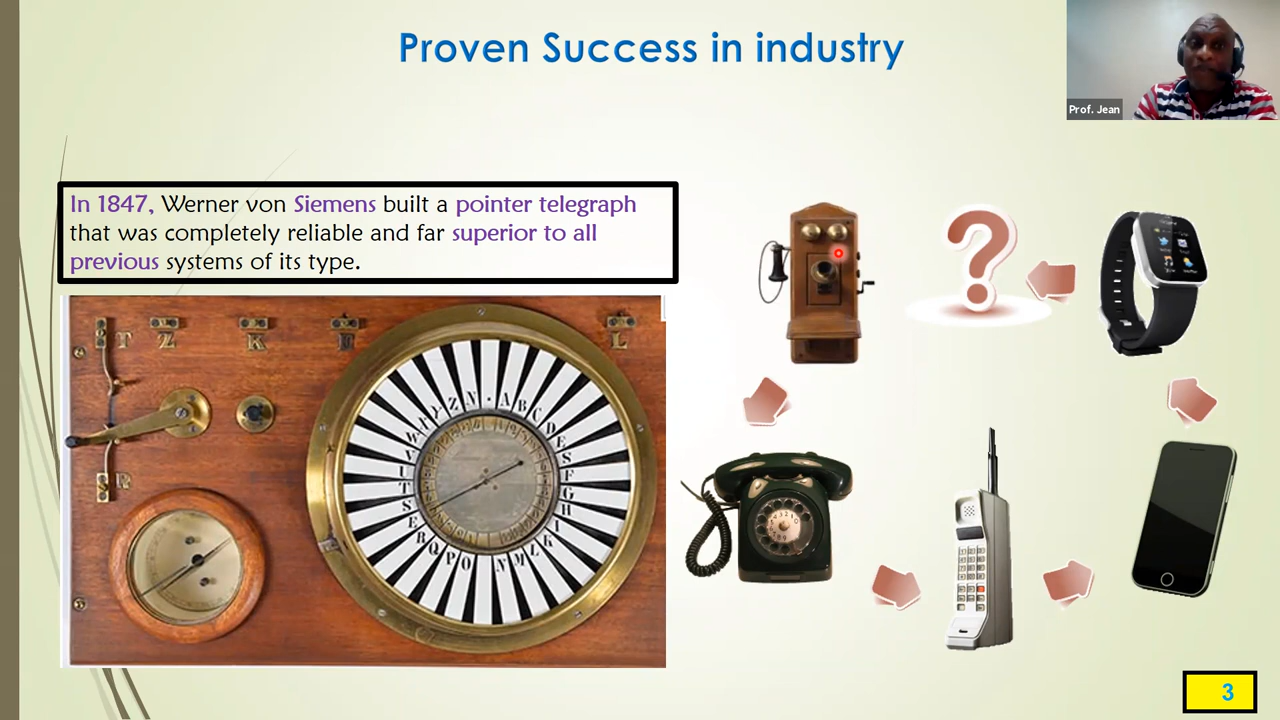 Proven Success in industry
Prof. Jean
In 1847, Werner von Siemens built a pointer telegraph
that was completely reliable and far superior to all
previous systems of its type.
T Z K U L
R
3